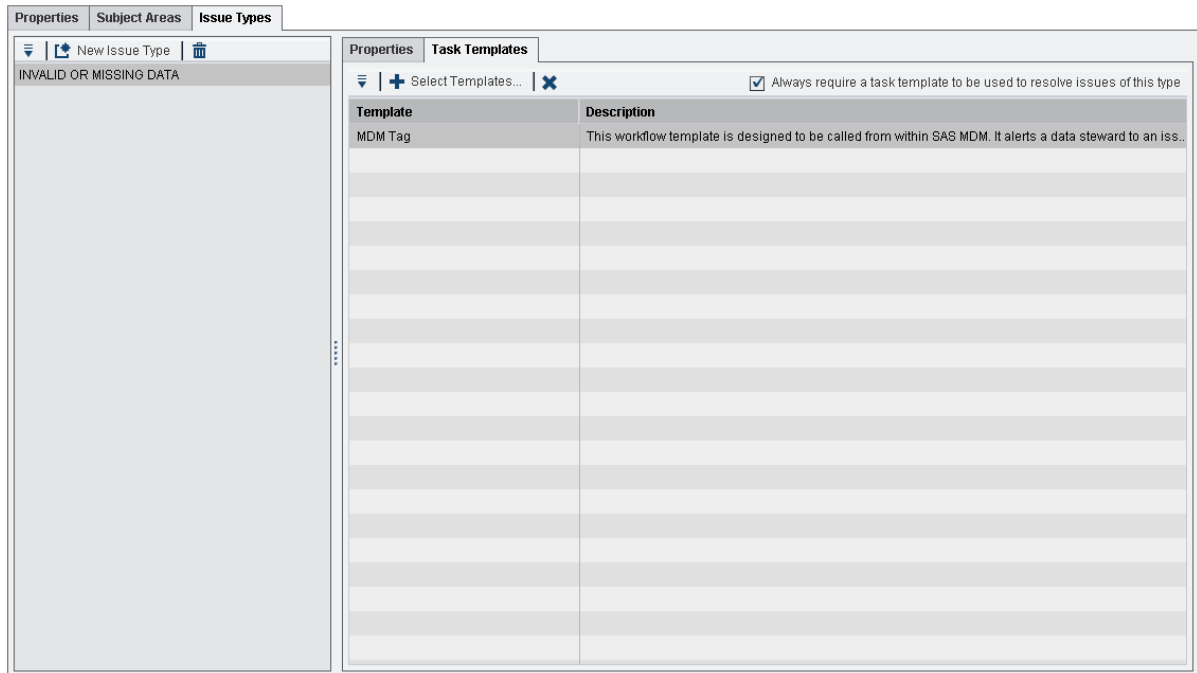 Properties Subject Areas Issue Types
New Issue Type
INVALID OR MISSING DATA
Properties Task Templates
Select Templates... Always require a task template to be used to resolve issues of this type
Template Description
MDM Tag This workflow template is designed to be called from within SAS MDM. It alerts a data steward to an iss..